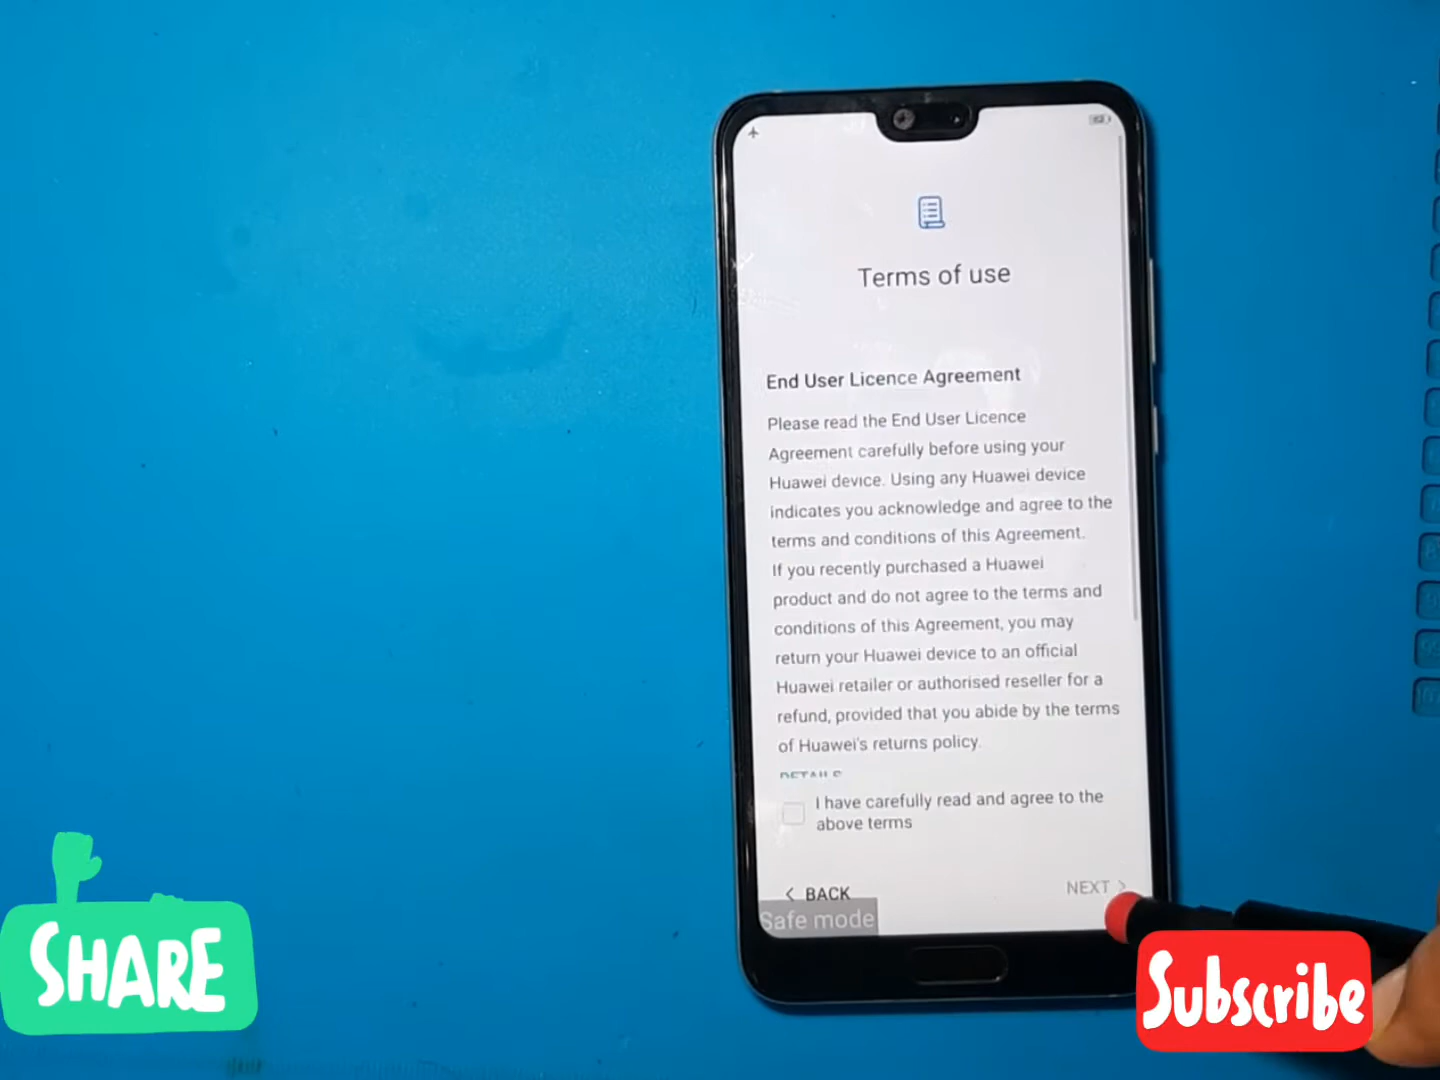 Terms of use
End User Licence Agreement
Please read the End User Licence
Agreement carefully before using your
Huawei device. Using any Huawei device
indicates you acknowledge and agree to the
terms and conditions of this Agreement.
If you recently purchased a Huawei
product and do not agree to the terms and
conditions of this Agreement, you may
return your Huawei device to an official
Huawei retailer or authorised reseller for a
refund, provided that you abide by the terms
of Huawei's returns policy.
DETAILS
I have carefully read and agree to the
above terms
BACK
NEXT
Safe mode
SHARE
Subscribe